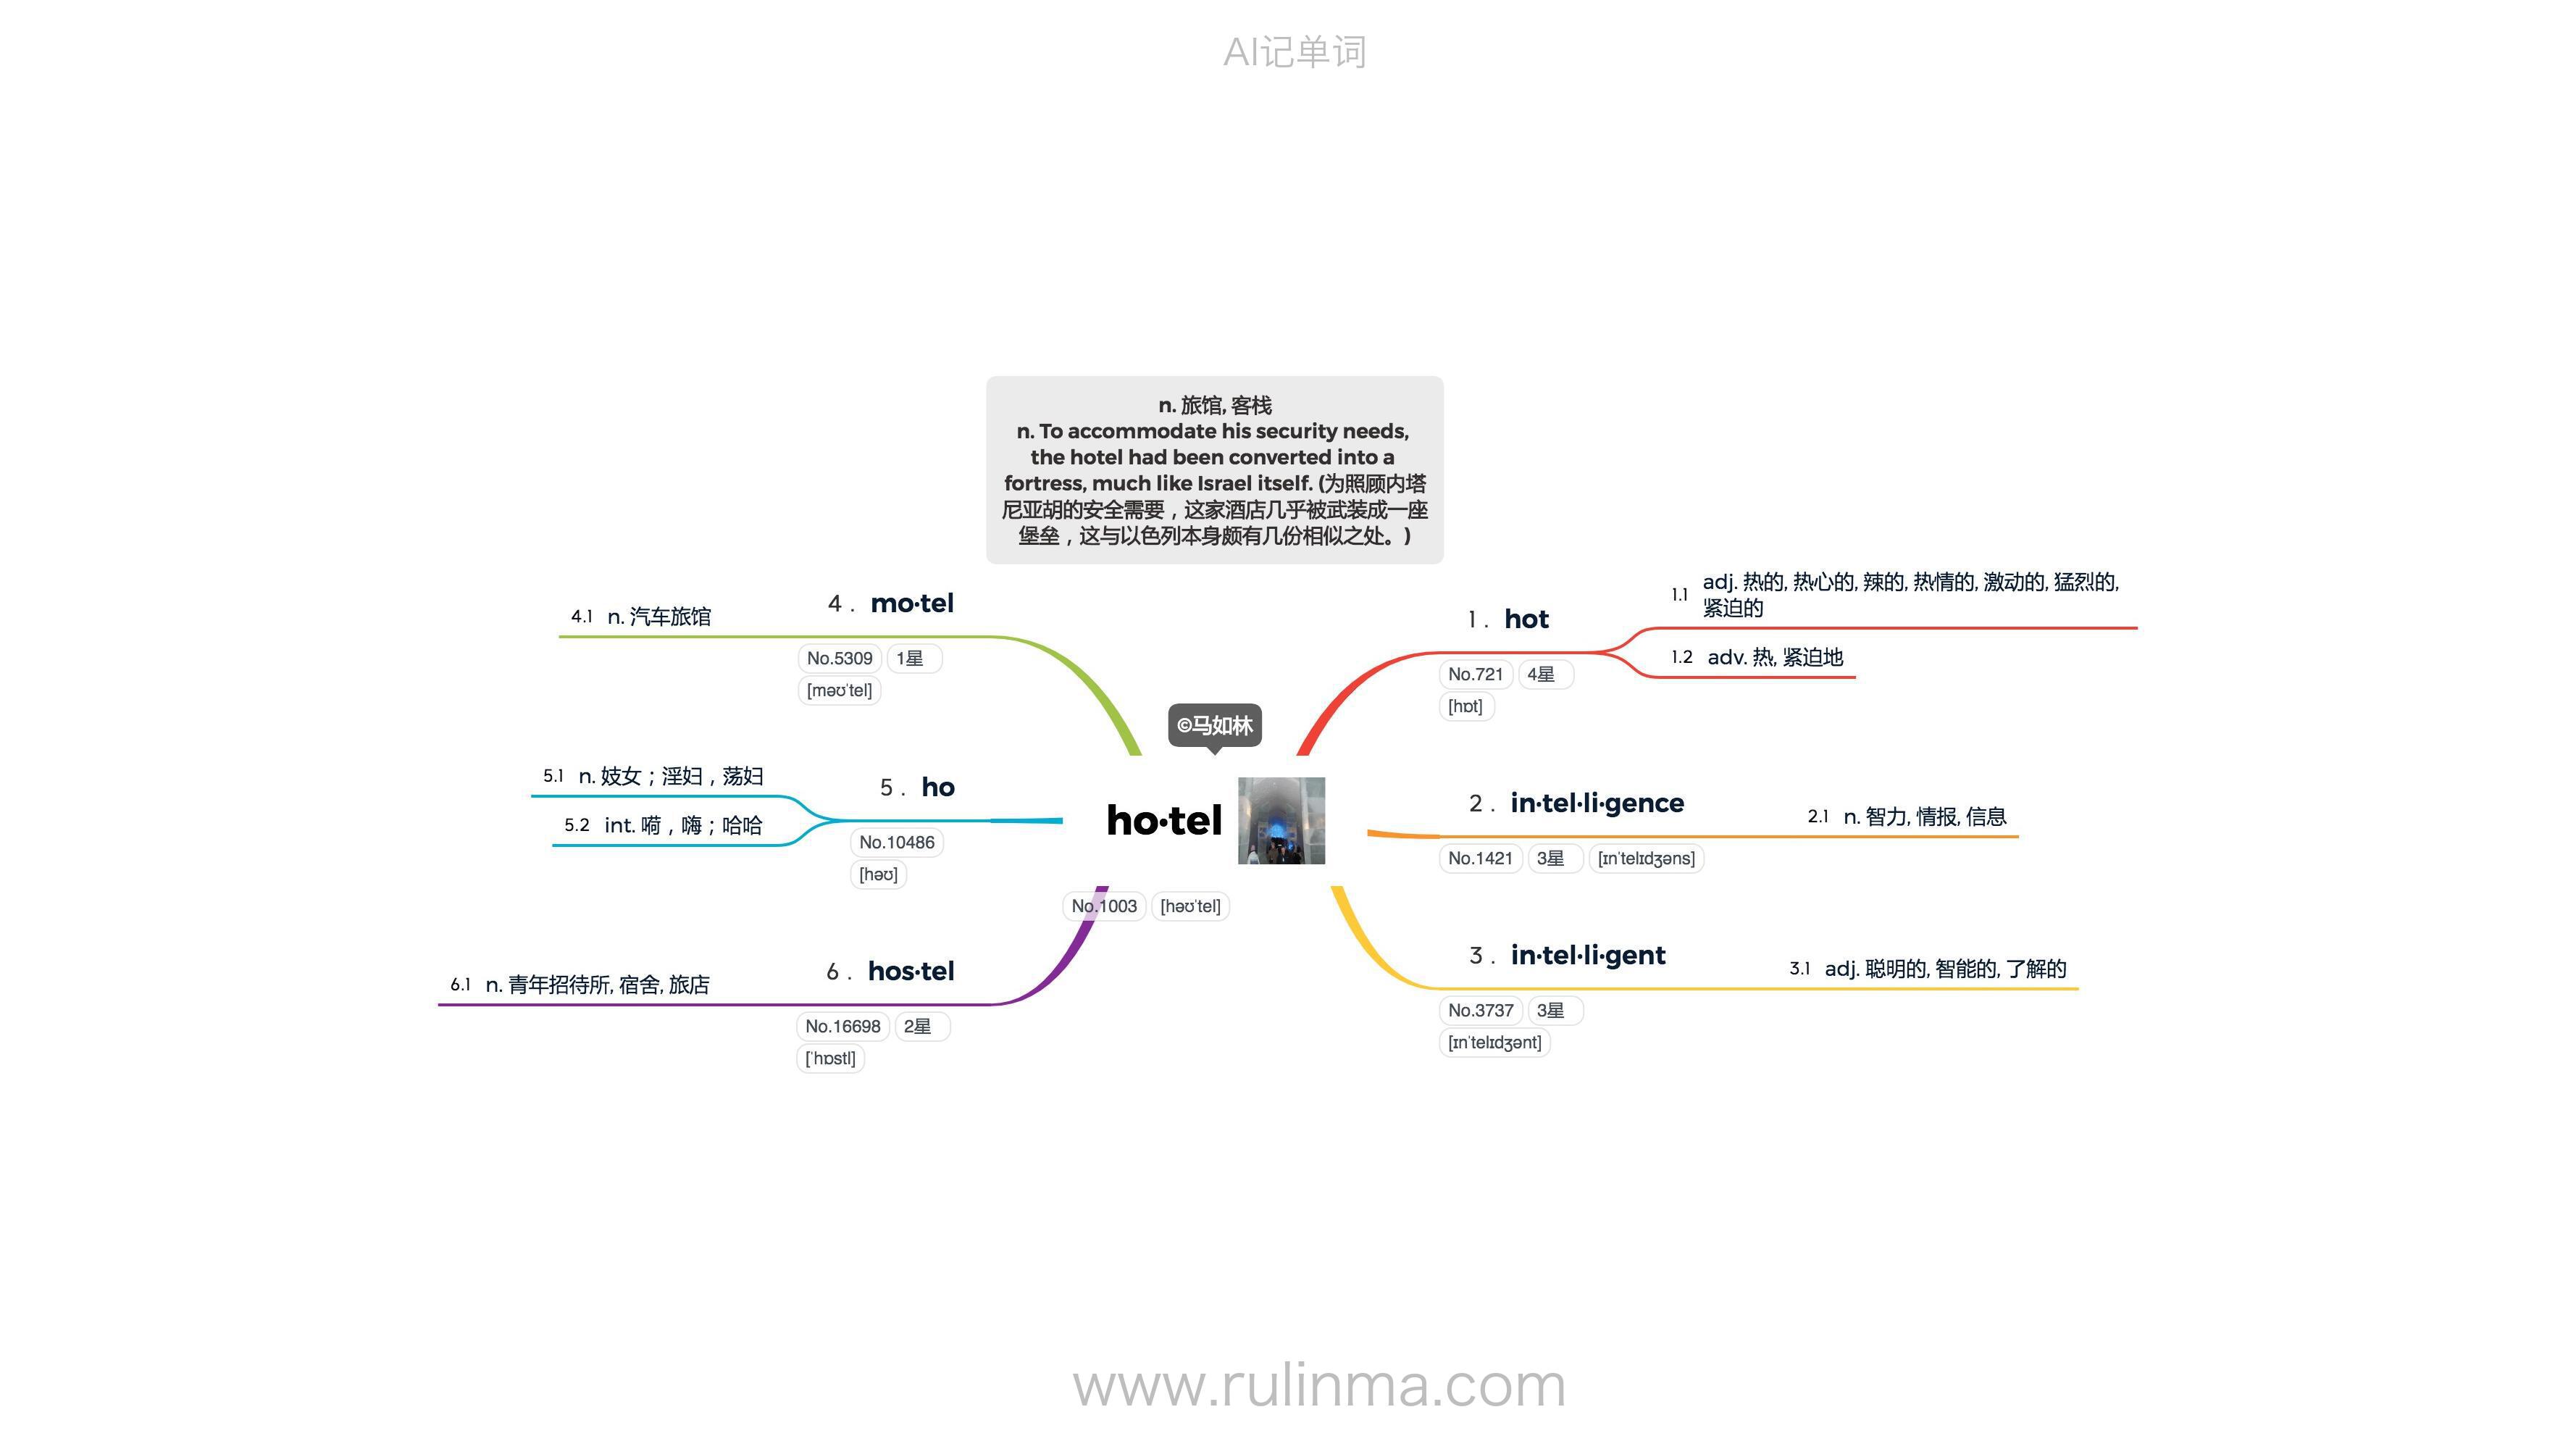 AI记单词
n. 旅馆, 客栈
n. To accommodate his security needs,
the hotel had been converted into a
fortress, much like Israel itself. (为照顾内塔
尼亚胡的安全需要，这家酒店几乎被武装成一座
堡垒，这与以色列本身颇有几份相似之处。)
©马如林
ho·tel
No.1003 [həʊˈtel]
1. hot
No.721 4星
[hɒt]
1.1 adj. 热的, 热心的, 辣的, 热情的, 激动的, 猛烈的,
紧迫的
1.2 adv. 热, 紧迫地
2. in·tel·li·gence
No.1421 3星 [ɪnˈtelɪdʒəns]
2.1 n. 智力, 情报, 信息
3. in·tel·li·gent
No.3737 3星
[ɪnˈtelɪdʒənt]
3.1 adj. 聪明的, 智能的, 了解的
4. mo·tel
No.5309 1星
[məʊˈtel]
4.1 n. 汽车旅馆
5. ho
No.10486
[həʊ]
5.1 n. 妓女；淫妇，荡妇
5.2 int. 嗬，嗨；哈哈
6. hos·tel
No.16698 2星
[ˈhɒstl]
6.1 n. 青年招待所, 宿舍, 旅店
www.rulinma.com